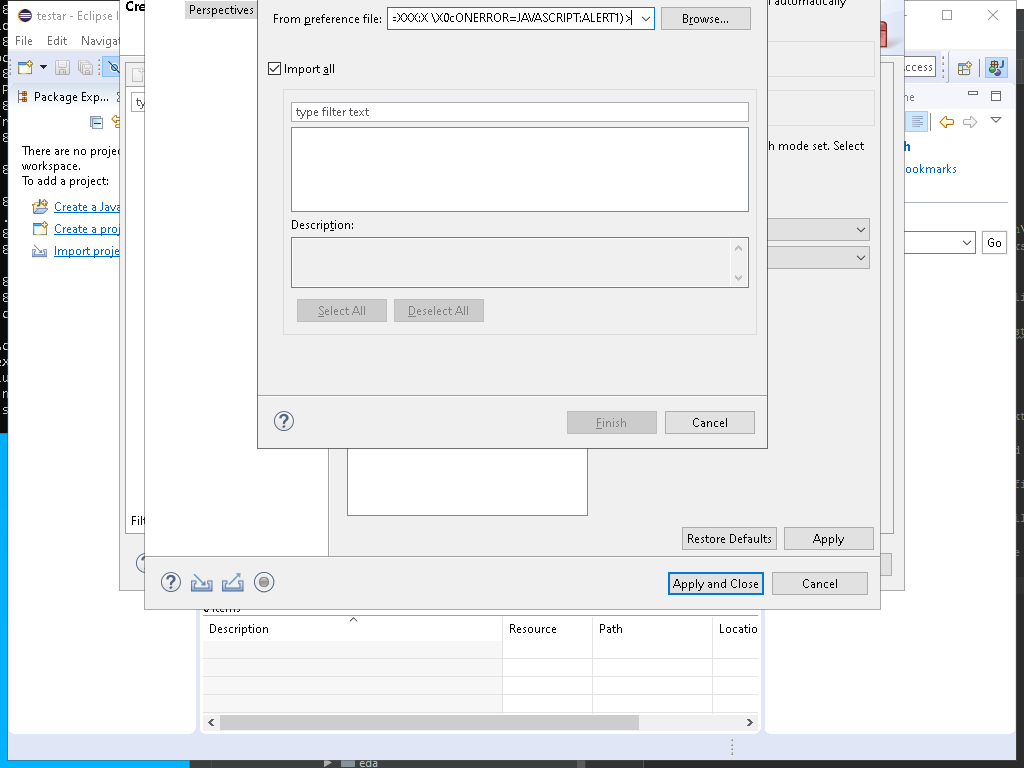 testar - Eclipse
File Edit Navigat
Package Exp...
There are no projec
workspace.
To add a project:
Create a Java
Create a proj
Import proje
Cre
ty
Filt
Perspectives
From preference file:
=XXX:X \X0cONERROR=JAVASCRIPT:ALERT1) >
Browse...
Import all
type filter text
Description:
Select All
Deselect All
Finish
Cancel
automatically
h mode set. Select
Restore Defaults
Apply
Apply and Close
Cancel
ccess
ne
h
ookmarks
Go
items
Description
Resource
Path
Locatio
eda